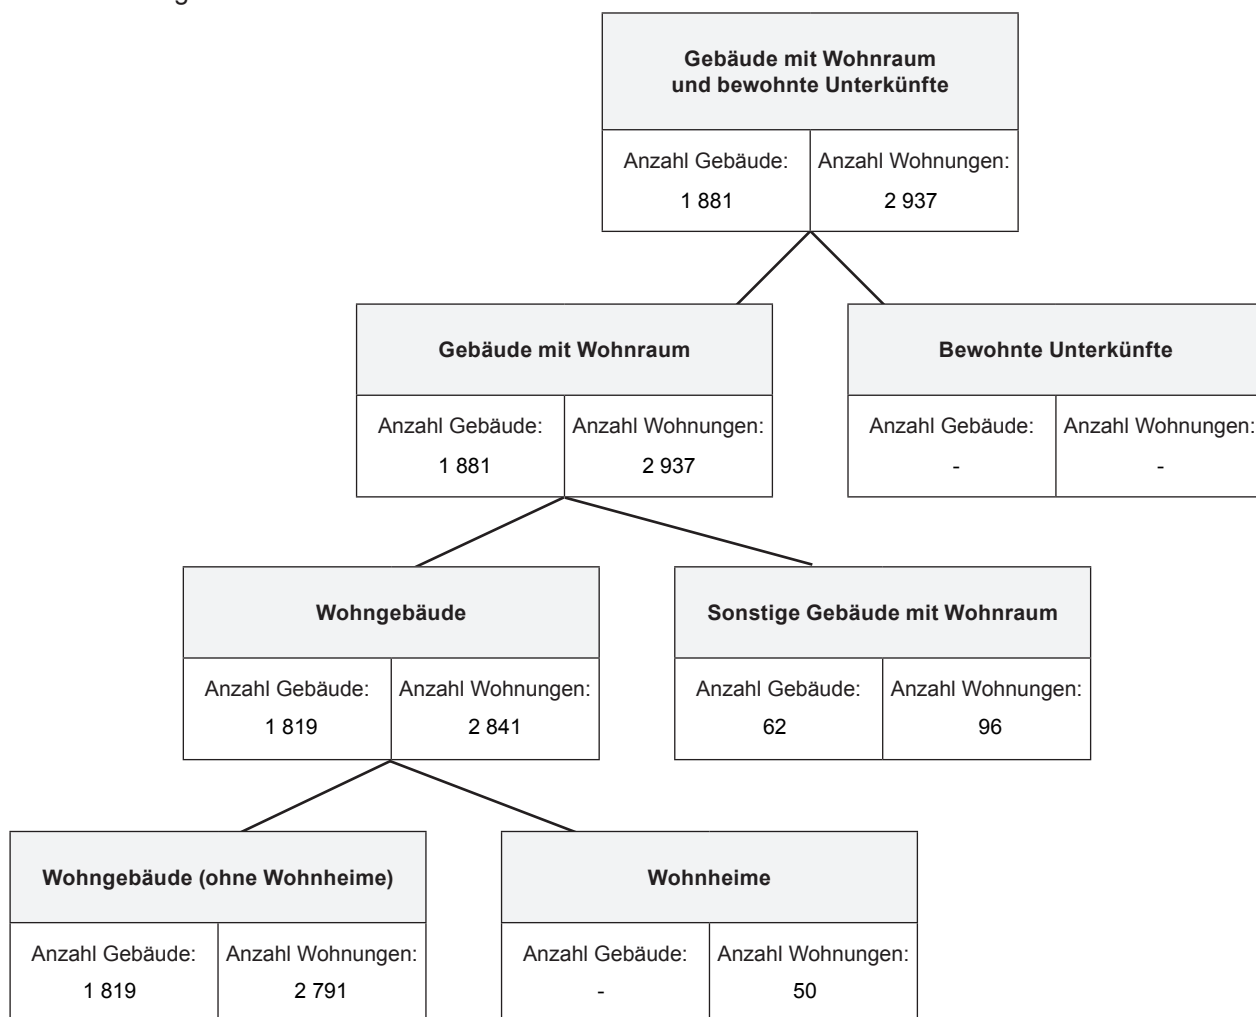 Gebäude mit Wohnraum
und bewohnte Unterkünfte
Anzahl Gebäude: Anzahl Wohnungen:
1 881 2 937
Gebäude mit Wohnraum Bewohnte Unterkünfte
Anzahl Gebäude: Anzahl Wohnungen: Anzahl Gebäude: Anzahl Wohnungen:
1 881 2 937 - -
Wohngebäude Sonstige Gebäude mit Wohnraum
Anzahl Gebäude: Anzahl Wohnungen: Anzahl Gebäude: Anzahl Wohnungen:
1 819 2 841 62 96
Wohngebäude (ohne Wohnheime) Wohnheime
Anzahl Gebäude: Anzahl Wohnungen: Anzahl Gebäude: Anzahl Wohnungen:
1 819 2 791 - 50